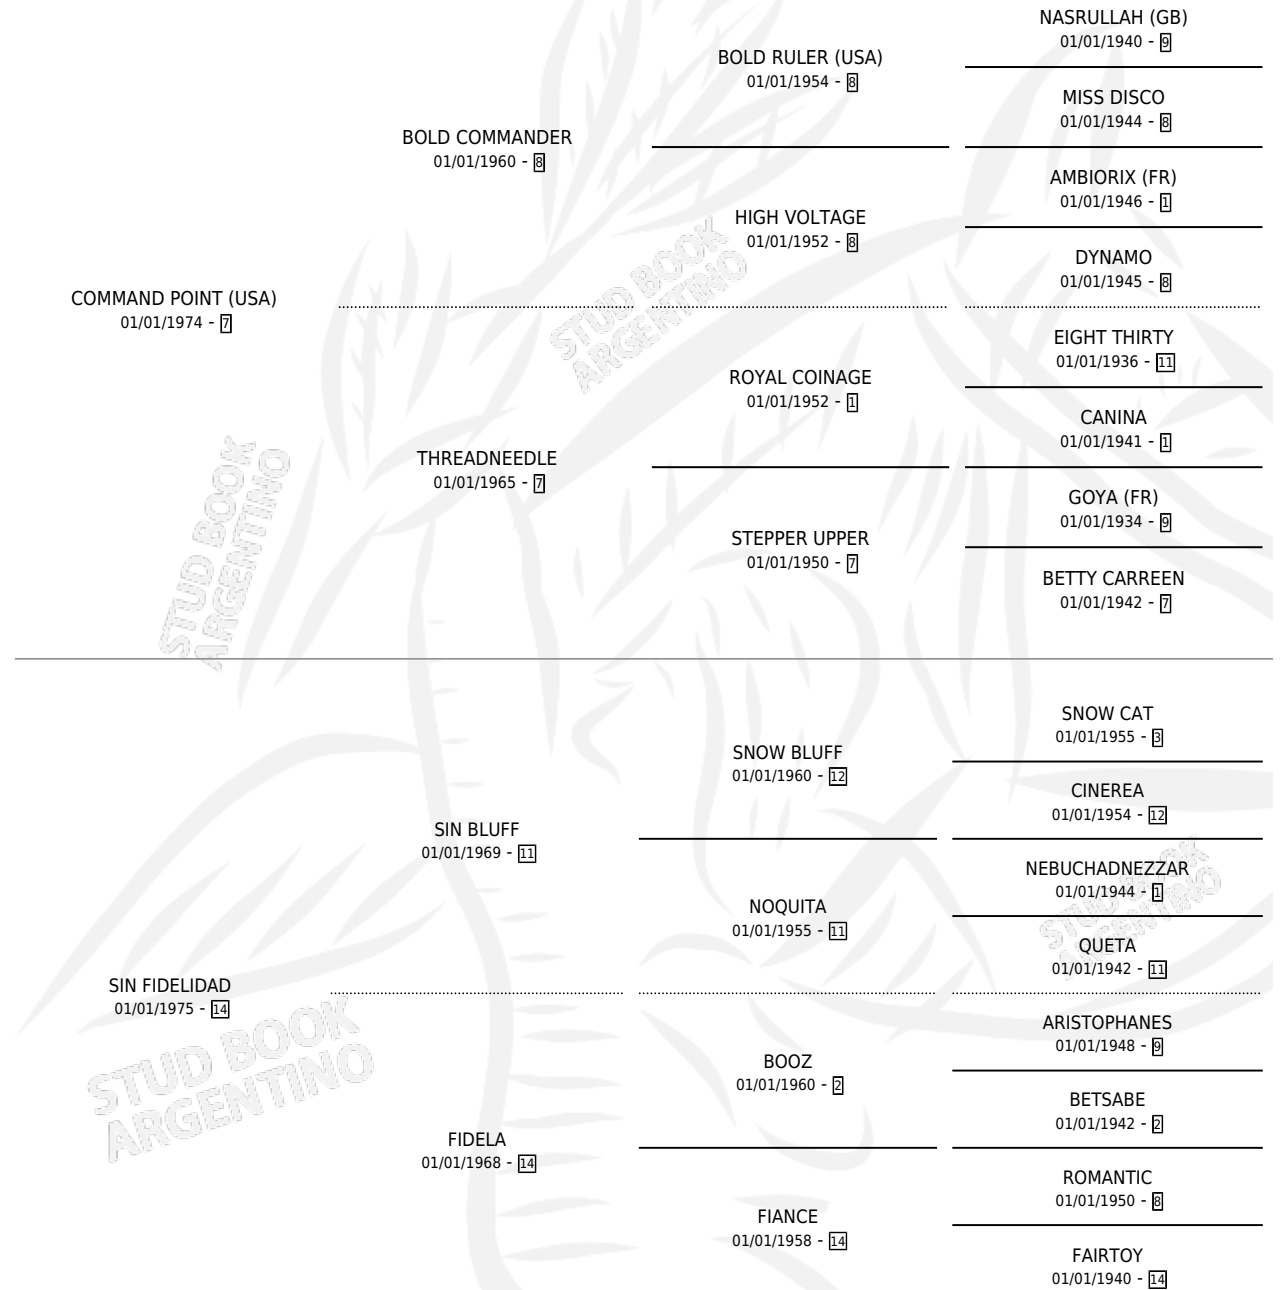 NASRULLAH (GB)
01/01/1940 - 9
BOLD RULER (USA)
01/01/1954 - 8
MISS DISCO
01/01/1944 - 8
BOLD COMMANDER
01/01/1960 - 8
AMBIORIX (FR)
01/01/1946 - 1
HIGH VOLTAGE
01/01/1952 - 8
DYNAMO
01/01/1945 - 8
COMMAND POINT (USA)
01/01/1974 - 7
EIGHT THIRTY
01/01/1936 - 11
ROYAL COINAGE
01/01/1952 - 1
CANINA
01/01/1941 - 1
THREADNEEDLE
01/01/1965 - 7
GOYA (FR)
01/01/1934 - 9
STEPPER UPPER
01/01/1950 - 7
BETTY CARREEN
01/01/1942 - 7
SNOW CAT
01/01/1955 - 3
SNOW BLUFF
01/01/1960 - 12
CINEREA
01/01/1954 - 12
SIN BLUFF
01/01/1969 - 11
NEBUCHADNEZZAR
01/01/1944 - 1
NOQUITA
01/01/1955 - 11
QUETA
01/01/1942 - 11
SIN FIDELIDAD
01/01/1975 - 14
ARISTOPHANES
01/01/1948 - 9
BOOZ
01/01/1960 - 2
BETSABE
01/01/1942 - 2
FIDELA
01/01/1968 - 14
ROMANTIC
01/01/1950 - 8
FIANCE
01/01/1958 - 14
FAIRTOY
01/01/1940 - 14
STUD BOOK
ARGENTINO
STUD BOOK
ARGENTINO
STUD BOOK
ARGENTINO
STUD BOOK
ARGENTINO